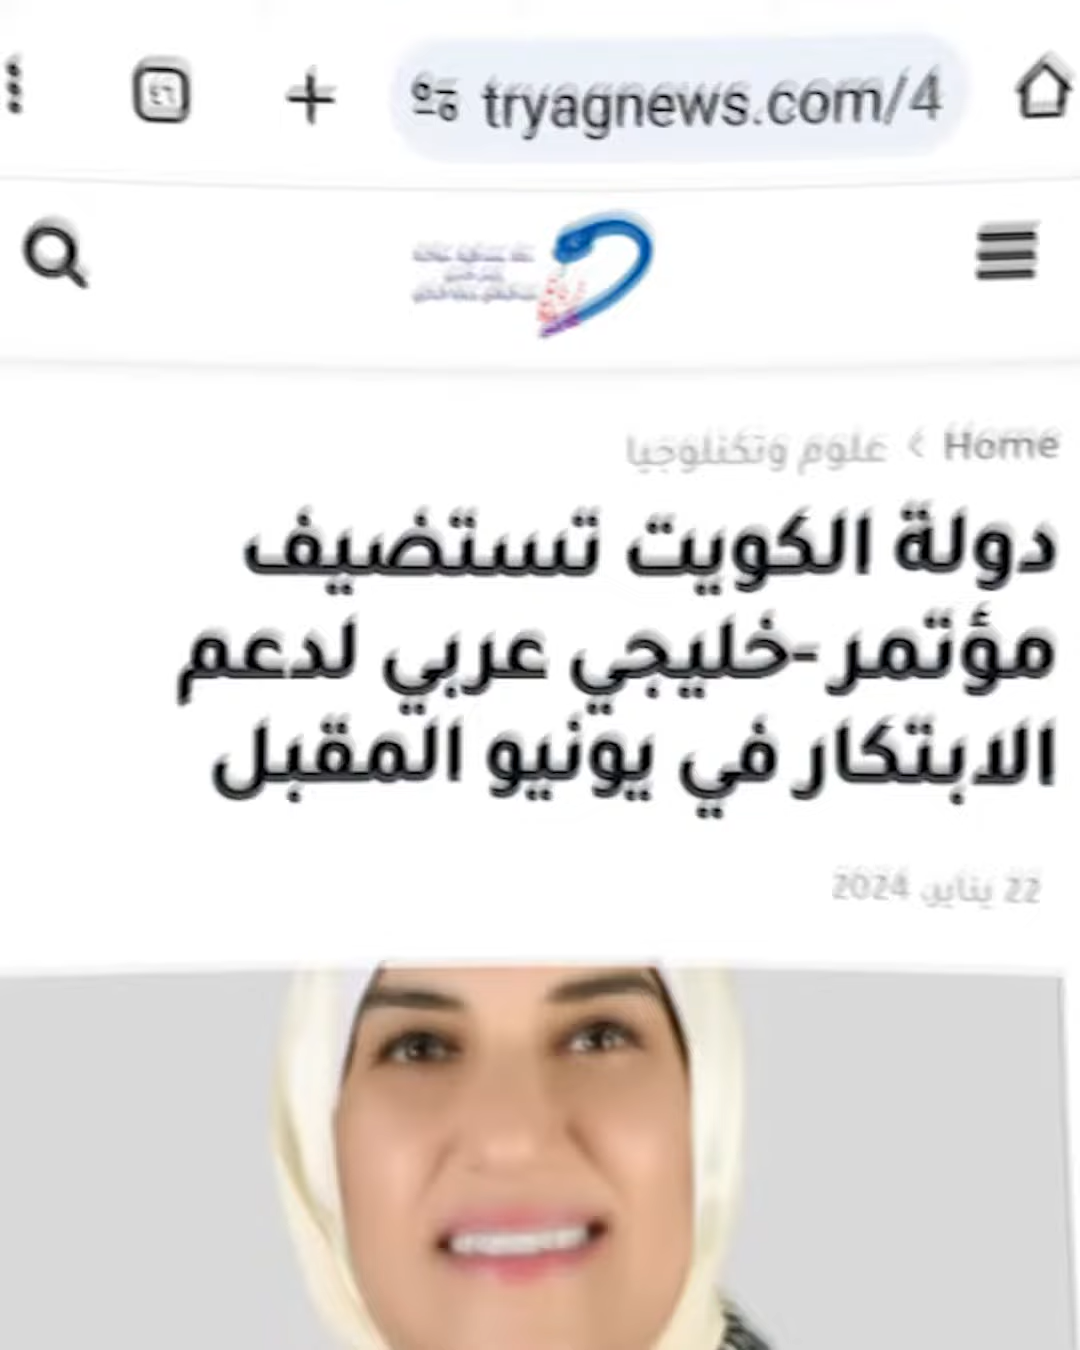 tryagnews.com/4
٤٦
Home > علوم وتكنلوجيا
دولة الكويت تستضيف
مؤتمر -خليجي عربي لدعم
الابتكار في يونيو المقبل
22 يناير، 2024